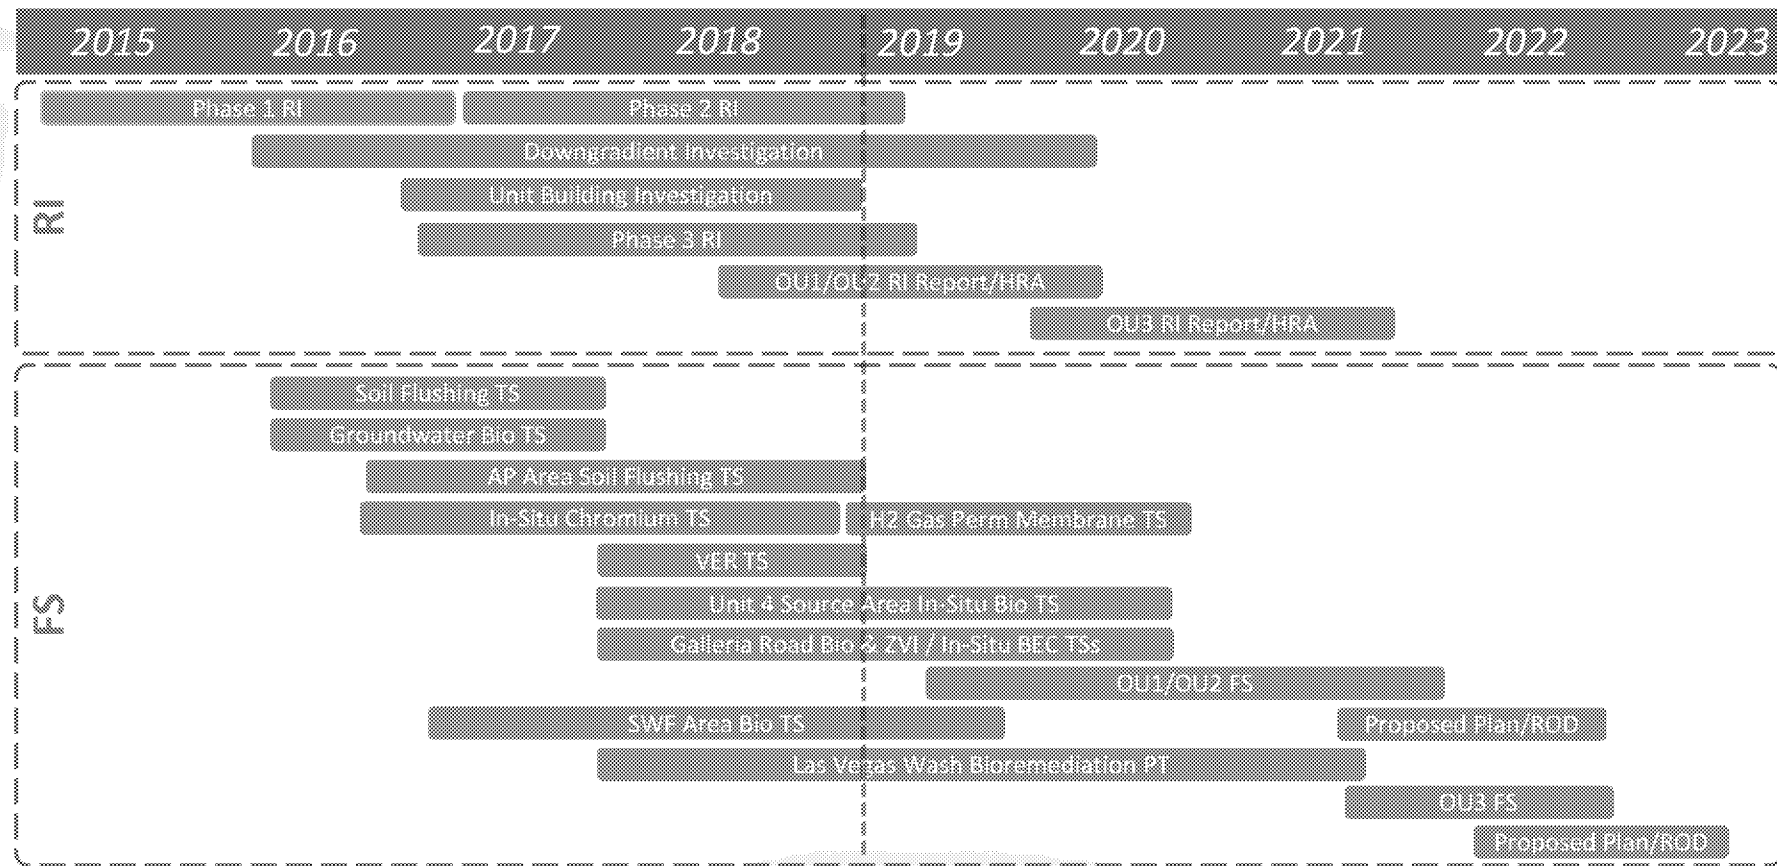 2015 2016 2017 2018 2019 2020 2021 2022 2023
RI
Phase 1 RI Phase 2 RI
Downgradient Investigation
Unit Building Investigation
Phase 3 RI
OU1/OU2 RI Report/HRA
OU3 RI Report/HRA
FS
Soil Flushing TS
Groundwater Bio TS
AP Area Soil Flushing TS
In-Situ Chromium TS H2 Gas Perm Membrane TS
VER TS
Unit 4 Source Area In-Situ Bio TS
Galleria Road Bio & ZVI / In-Situ BEC TSs
OU1/OU2 FS
SWF Area Bio TS Proposed Plan/ROD
Las Vegas Wash Bioremediation PT
OU3 FS
Proposed Plan/ROD